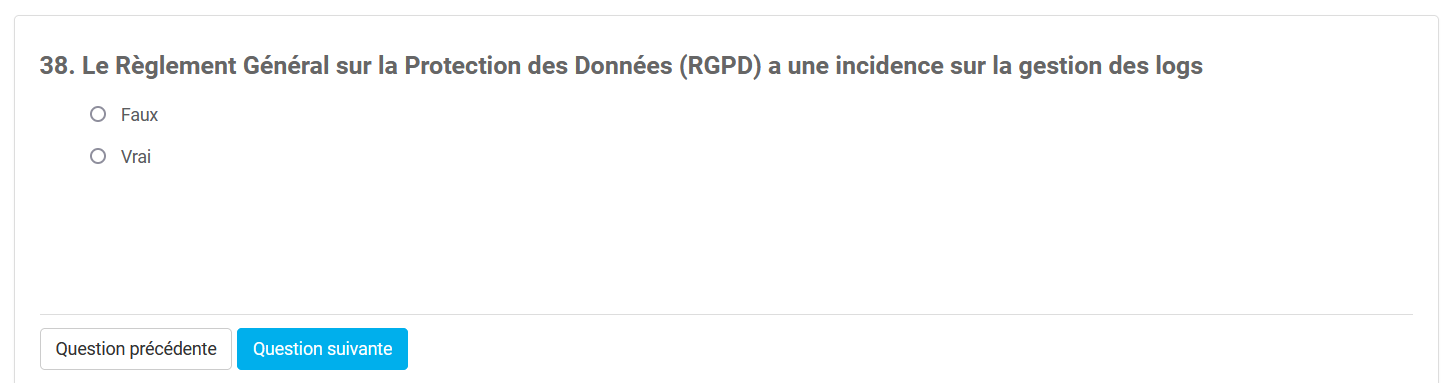 38. Le Règlement Général sur la Protection des Données (RGPD) a une incidence sur la gestion des logs
Faux
Vrai
Question précédente Question suivante